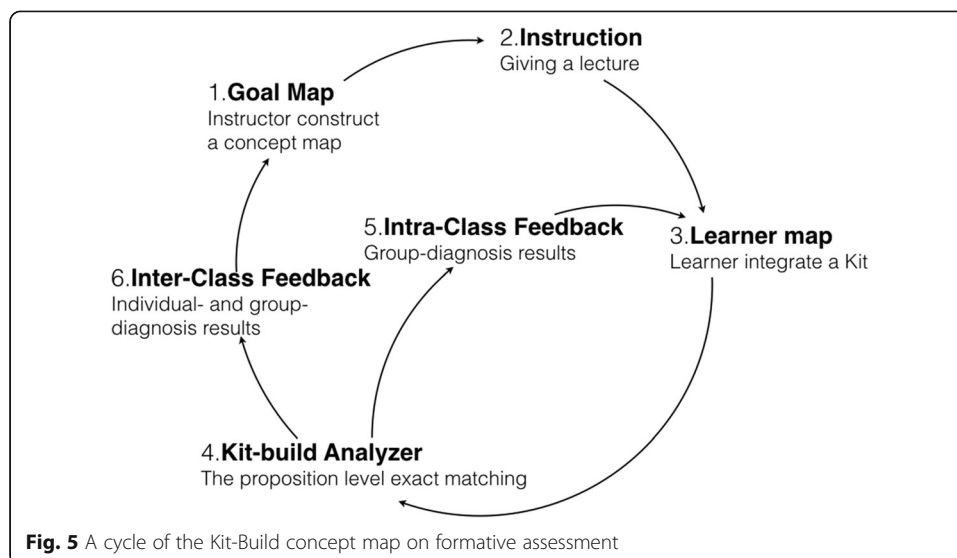 1.Goal Map
Instructor construct
a concept map
2.Instruction
Giving a lecture
3.Learner map
Learner integrate a Kit
4.Kit-build Analyzer
The proposition level exact matching
5.Intra-Class Feedback
Group-diagnosis results
6.Inter-Class Feedback
Individual- and group-
diagnosis results
Fig. 5 A cycle of the Kit-Build concept map on formative assessment